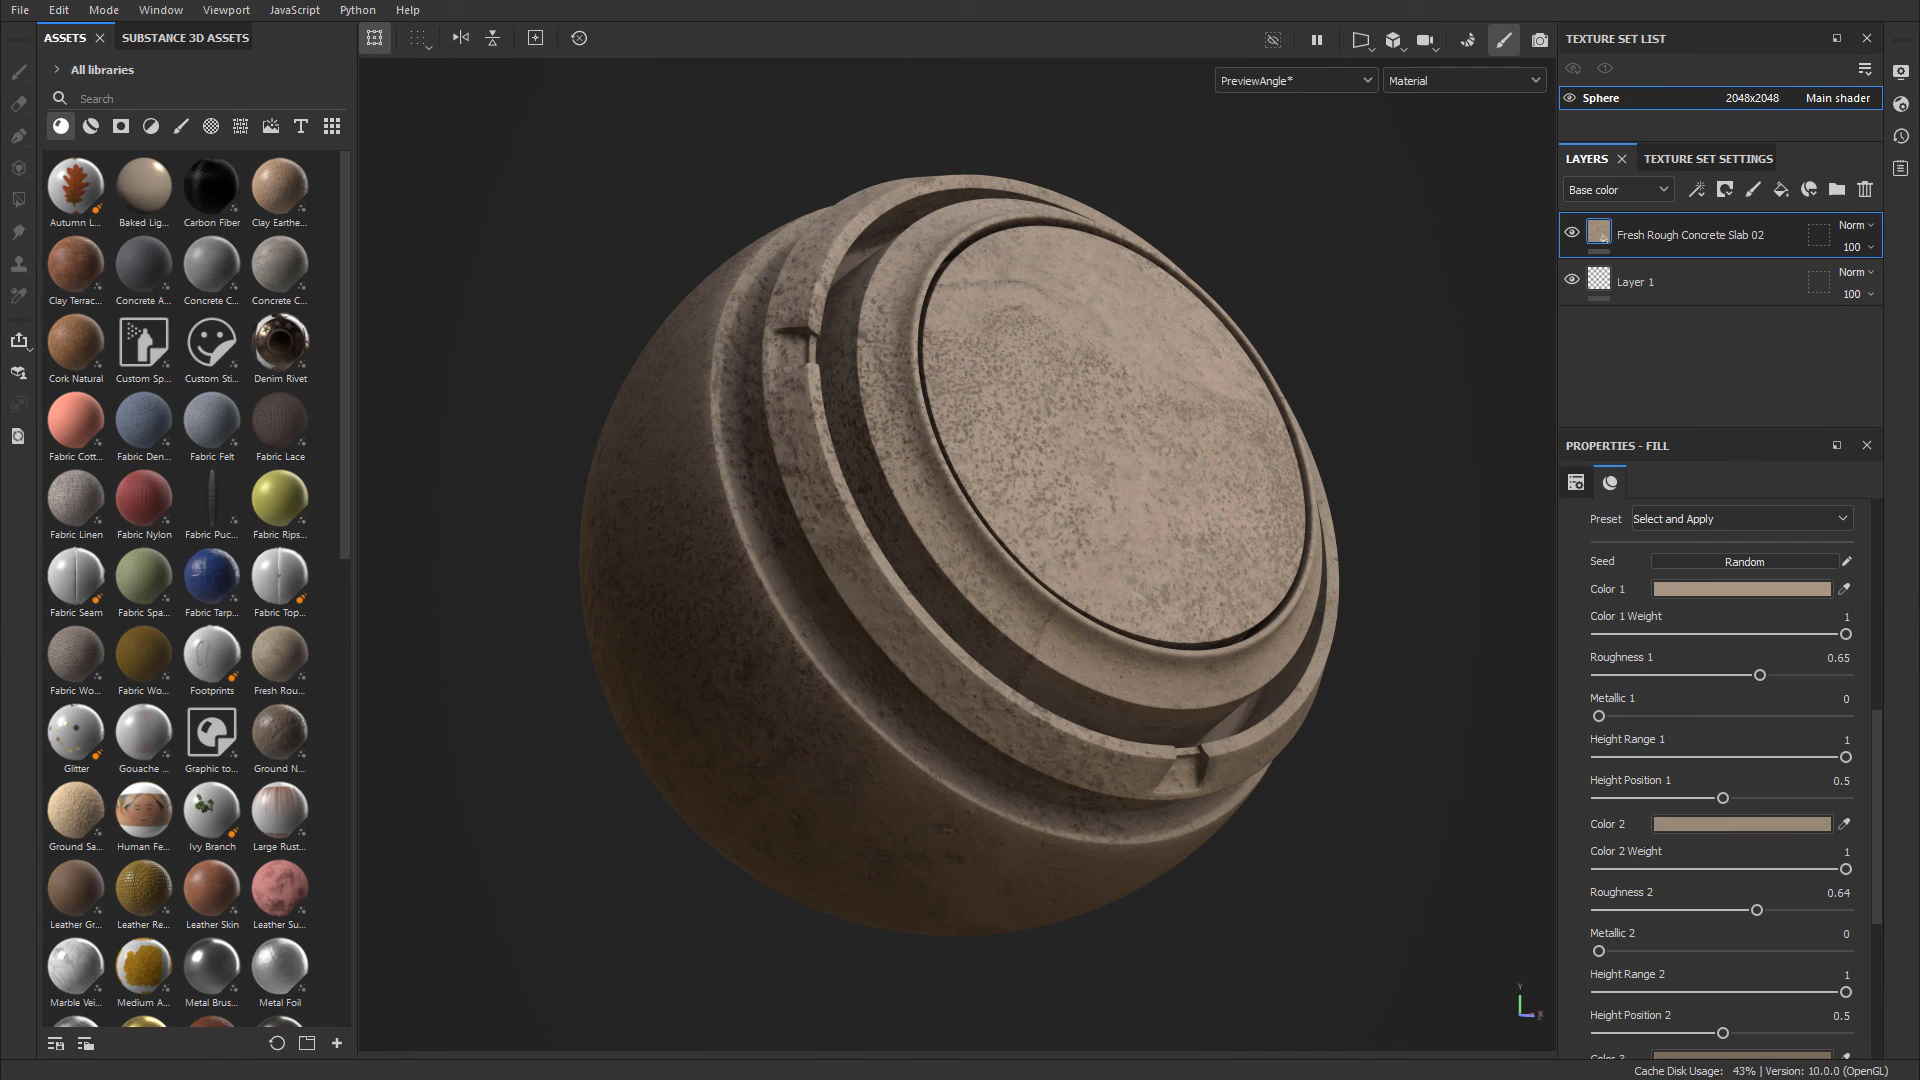 File Edit Mode Window Viewport JavaScript Python Help
ASSETS SUBSTANCE 3D ASSETS
All libraries
Search
Autumn L... Baked Lig... Carbon Fiber Clay Earthe...
Clay Terrac... Concrete A... Concrete C... Concrete C...
Cork Natural Custom Sp... Custom Sti... Denim Rivet
Fabric Cott... Fabric Den... Fabric Felt Fabric Lace
Fabric Linen Fabric Nylon Fabric Puc... Fabric Rips...
Fabric Seam Fabric Spa... Fabric Tarp... Fabric Top...
Fabric Wo... Fabric Wo... Footprints Fresh Rou...
Glitter Gouache ... Graphic to... Ground N...
Ground Sa... Human Fe... Ivy Branch Large Rust...
Leather Gr... Leather Re... Leather Skin Leather Su...
Marble Vei... Medium A... Metal Brus... Metal Foil
PreviewAngle* Material
Y
TEXTURE SET LIST
Sphere 2048x2048 Main shader
LAYERS TEXTURE SET SETTINGS
Base color
Fresh Rough Concrete Slab 02 Norm
100
Layer 1 Norm
100
PROPERTIES - FILL
Preset Select and Apply
Seed Random
Color 1
Color 1 Weight 1
Roughness 1 0.65
Metallic 1 0
Height Range 1 1
Height Position 1 0.5
Color 2
Color 2 Weight 1
Roughness 2 0.64
Metallic 2 0
Height Range 2 1
Height Position 2 0.5
Color 3
Cache Disk Usage: 43% | Version: 10.0.0 (OpenGL)